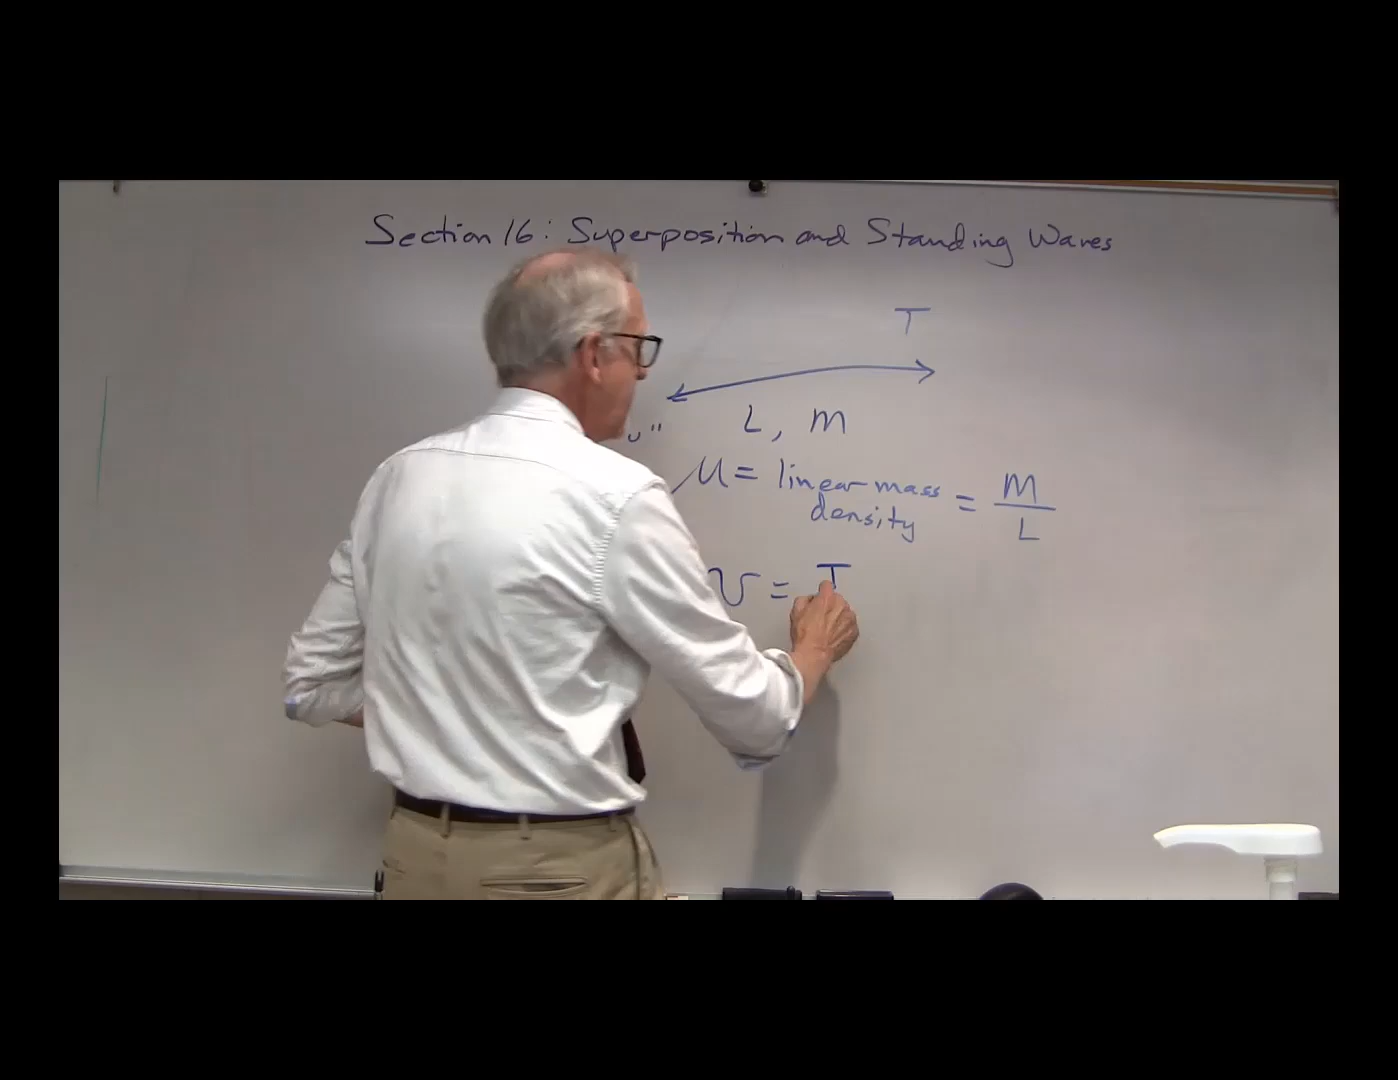 Section 16: Superposition and Standing Waves
T
L, m
μ = linear mass density = m/L
v = T